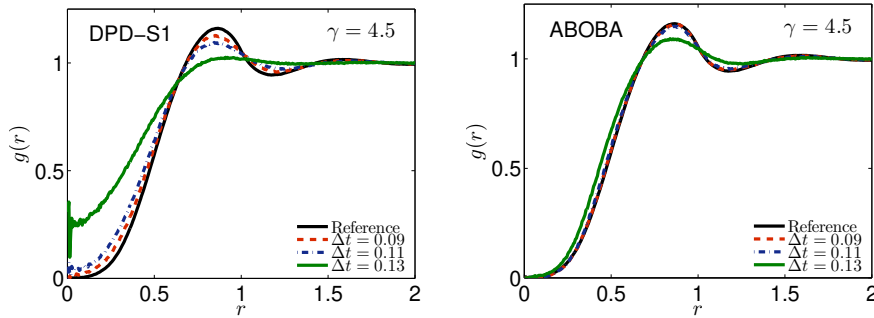 DPD−S1
γ = 4.5
1
0.5
0
g(r)
Reference
Δt = 0.09
Δt = 0.11
Δt = 0.13
0 0.5 1 1.5 2
r
ABOBA
γ = 4.5
1
0.5
0
g(r)
Reference
Δt = 0.09
Δt = 0.11
Δt = 0.13
0 0.5 1 1.5 2
r